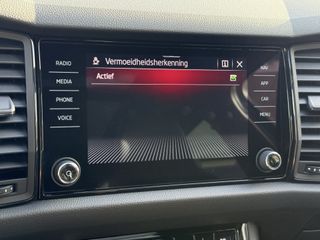 Vermoeidheidsherkenning
Actief
RADIO
MEDIA
PHONE
VOICE
NAV
APP
CAR
MENU